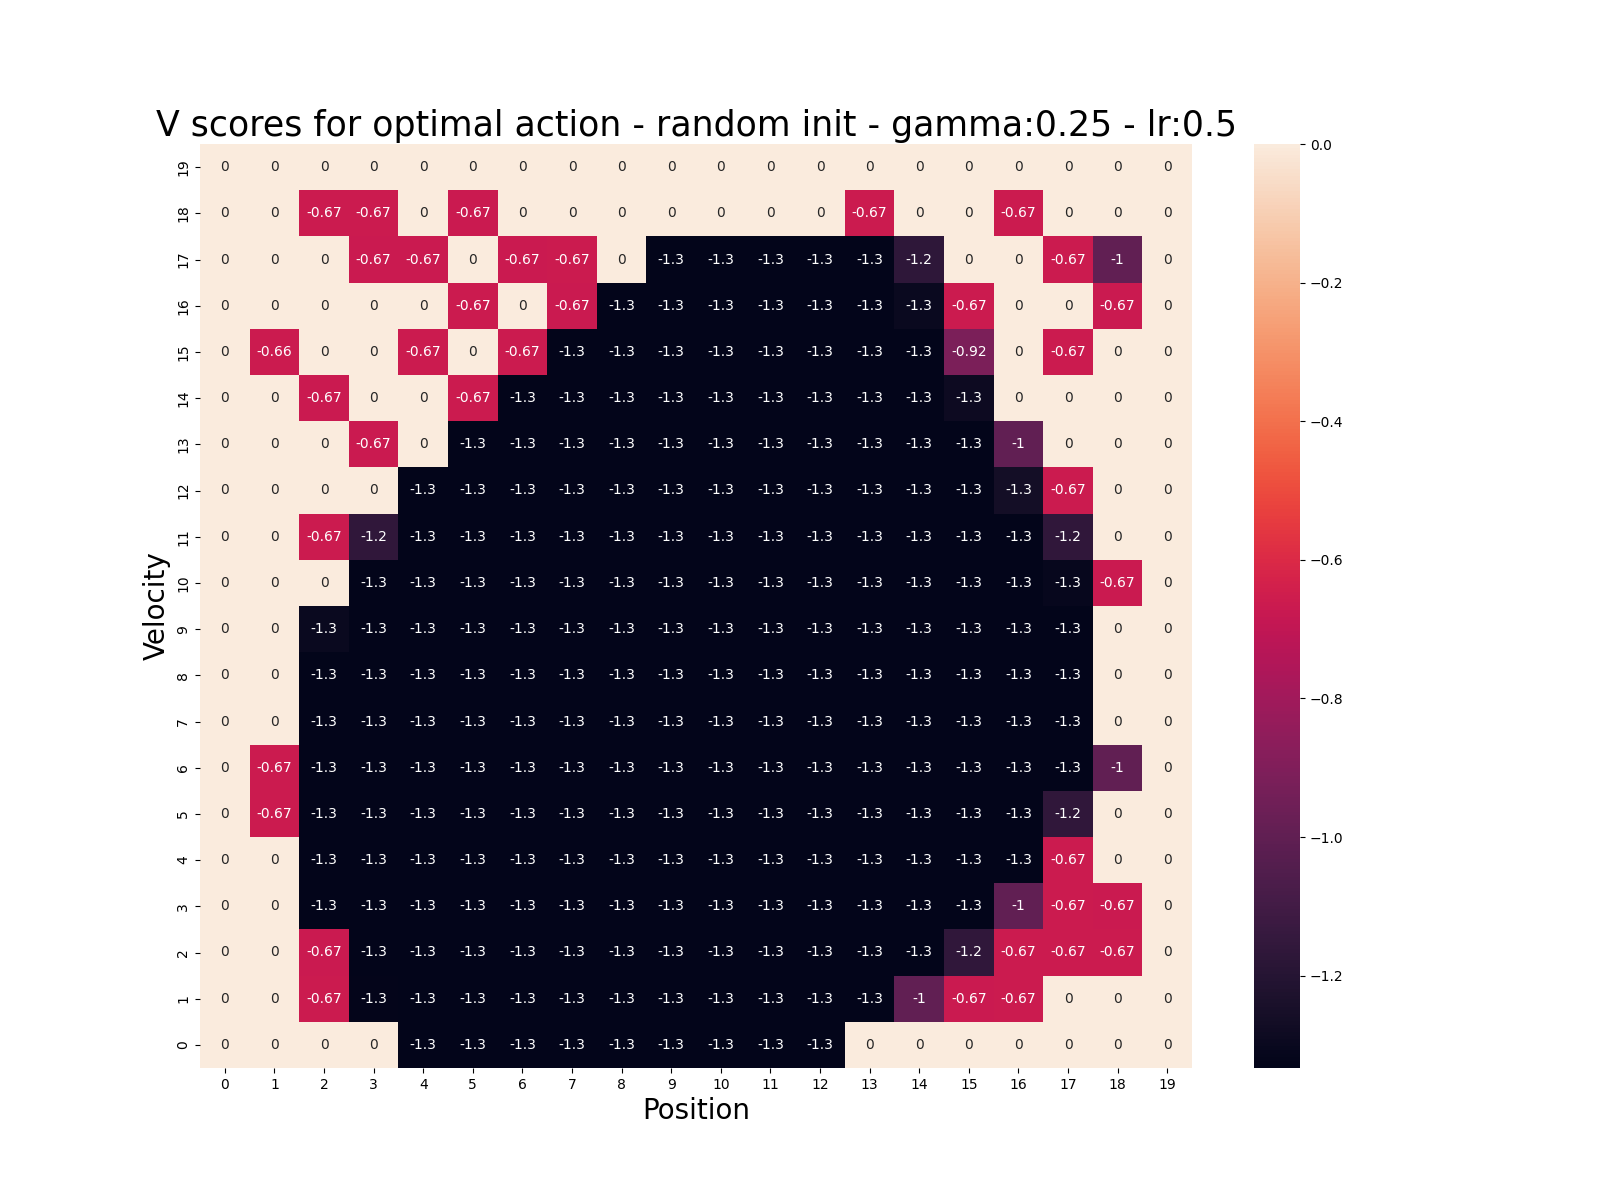 V scores for optimal action - random init - gamma:0.25 - lr:0.5
19 0 0 0 0 0 0 0 0 0 0 0 0 0 0 0 0 0 0 0 0 0.0
18 0 0 -0.67 -0.67 0 -0.67 0 0 0 0 0 0 0 -0.67 0 0 -0.67 0 0 0
17 0 0 0 -0.67 -0.67 0 -0.67 -0.67 0 -1.3 -1.3 -1.3 -1.3 -1.3 -1.2 0 0 -0.67 -1 0
−0.2
16 0 0 0 0 0 -0.67 0 -0.67 -1.3 -1.3 -1.3 -1.3 -1.3 -1.3 -1.3 -0.67 0 0 -0.67 0
15 0 -0.66 0 0 -0.67 0 -0.67 -1.3 -1.3 -1.3 -1.3 -1.3 -1.3 -1.3 -1.3 -0.92 0 -0.67 0 0
14 0 0 -0.67 0 0 -0.67 -1.3 -1.3 -1.3 -1.3 -1.3 -1.3 -1.3 -1.3 -1.3 -1.3 0 0 0 0
−0.4
13 0 0 0 -0.67 0 -1.3 -1.3 -1.3 -1.3 -1.3 -1.3 -1.3 -1.3 -1.3 -1.3 -1.3 -1 0 0 0
12 0 0 0 0 -1.3 -1.3 -1.3 -1.3 -1.3 -1.3 -1.3 -1.3 -1.3 -1.3 -1.3 -1.3 -1.3 -0.67 0 0
11 0 0 -0.67 -1.2 -1.3 -1.3 -1.3 -1.3 -1.3 -1.3 -1.3 -1.3 -1.3 -1.3 -1.3 -1.3 -1.3 -1.2 0 0
−0.6
10 0 0 0 -1.3 -1.3 -1.3 -1.3 -1.3 -1.3 -1.3 -1.3 -1.3 -1.3 -1.3 -1.3 -1.3 -1.3 -1.3 -0.67 0
Velocity
9 0 0 -1.3 -1.3 -1.3 -1.3 -1.3 -1.3 -1.3 -1.3 -1.3 -1.3 -1.3 -1.3 -1.3 -1.3 -1.3 -1.3 0 0
8 0 0 -1.3 -1.3 -1.3 -1.3 -1.3 -1.3 -1.3 -1.3 -1.3 -1.3 -1.3 -1.3 -1.3 -1.3 -1.3 -1.3 0 0
−0.8
7 0 0 -1.3 -1.3 -1.3 -1.3 -1.3 -1.3 -1.3 -1.3 -1.3 -1.3 -1.3 -1.3 -1.3 -1.3 -1.3 -1.3 0 0
6 0 -0.67 -1.3 -1.3 -1.3 -1.3 -1.3 -1.3 -1.3 -1.3 -1.3 -1.3 -1.3 -1.3 -1.3 -1.3 -1.3 -1.3 -1 0
5 0 -0.67 -1.3 -1.3 -1.3 -1.3 -1.3 -1.3 -1.3 -1.3 -1.3 -1.3 -1.3 -1.3 -1.3 -1.3 -1.3 -1.2 0 0
−1.0
4 0 0 -1.3 -1.3 -1.3 -1.3 -1.3 -1.3 -1.3 -1.3 -1.3 -1.3 -1.3 -1.3 -1.3 -1.3 -1.3 -0.67 0 0
3 0 0 -1.3 -1.3 -1.3 -1.3 -1.3 -1.3 -1.3 -1.3 -1.3 -1.3 -1.3 -1.3 -1.3 -1.3 -1 -0.67 -0.67 0
2 0 0 -0.67 -1.3 -1.3 -1.3 -1.3 -1.3 -1.3 -1.3 -1.3 -1.3 -1.3 -1.3 -1.3 -1.2 -0.67 -0.67 -0.67 0
−1.2
1 0 0 -0.67 -1.3 -1.3 -1.3 -1.3 -1.3 -1.3 -1.3 -1.3 -1.3 -1.3 -1.3 -1 -0.67 -0.67 0 0 0
0 0 0 0 0 -1.3 -1.3 -1.3 -1.3 -1.3 -1.3 -1.3 -1.3 -1.3 0 0 0 0 0 0 0
0 1 2 3 4 5 6 7 8 9 10 11 12 13 14 15 16 17 18 19
Position